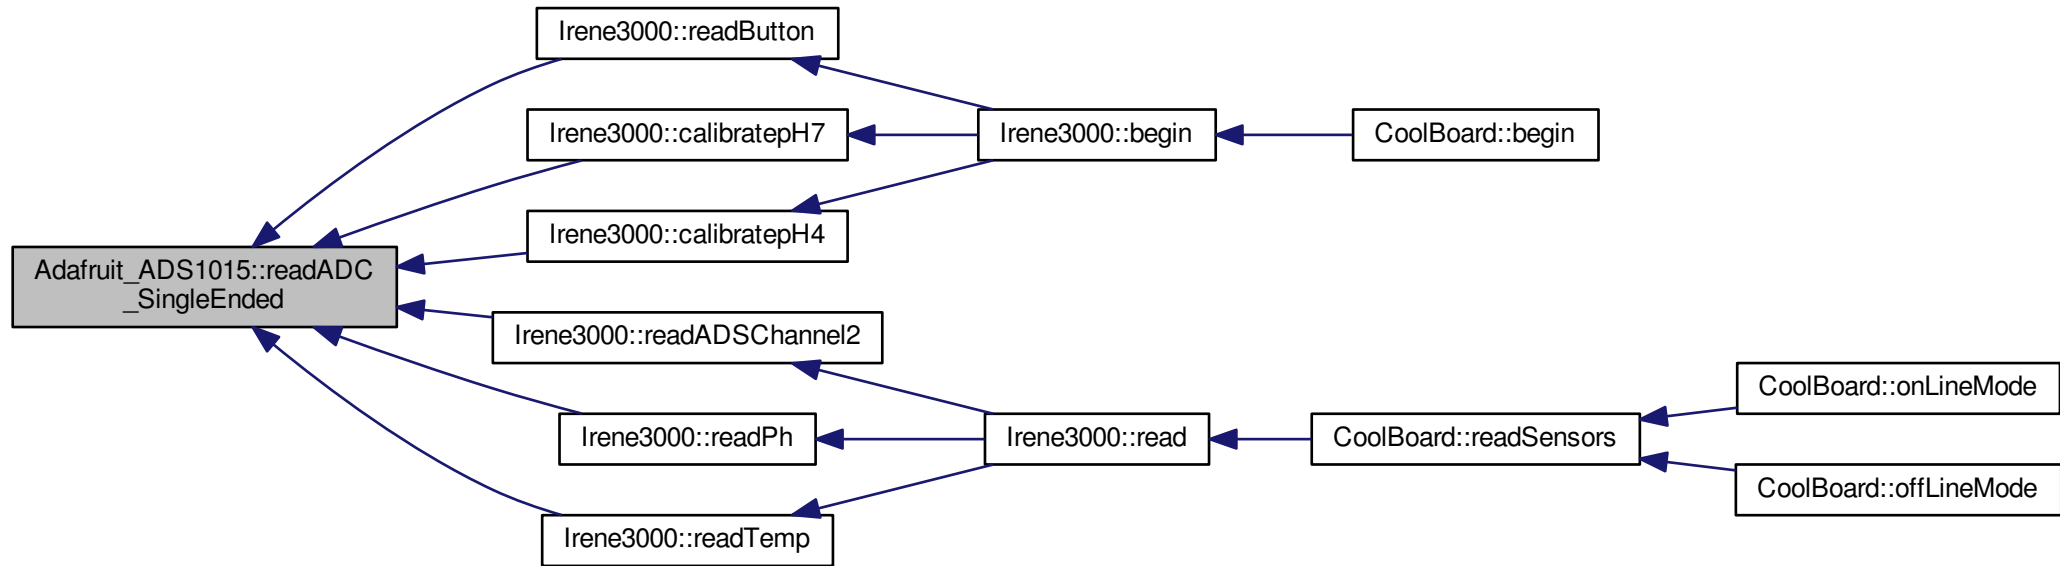 Irene3000::readButton
Irene3000::calibratepH7
Irene3000::begin
CoolBoard::begin
Irene3000::calibratepH4
Adafruit_ADS1015::readADC
_SingleEnded
Irene3000::readADSChannel2
Irene3000::readPh
Irene3000::read
CoolBoard::readSensors
CoolBoard::onLineMode
CoolBoard::offLineMode
Irene3000::readTemp